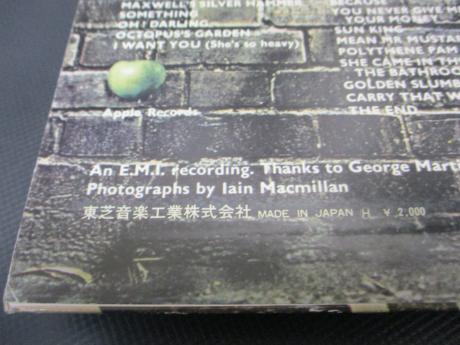 MAXWELL'S SILVER HAMMER
SOMETHING
OH! DARLING
OCTOPUS'S GARDEN
I WANT YOU (She's so heavy)
BECAUSE
YOU NEVER GIVE ME
YOUR MONEY
SUN KING
MEAN MR MUSTARD
POLYTHENE PAM
SHE CAME IN TH
THE BATHROO
GOLDEN SLUMB
CARRY THAT W
THE END
Apple Records
An E.M.I. recording. Thanks to George Marti
Photographs by Iain Macmillan
東芝音楽工業株式会社 MADE IN JAPAN H ¥ 2,000